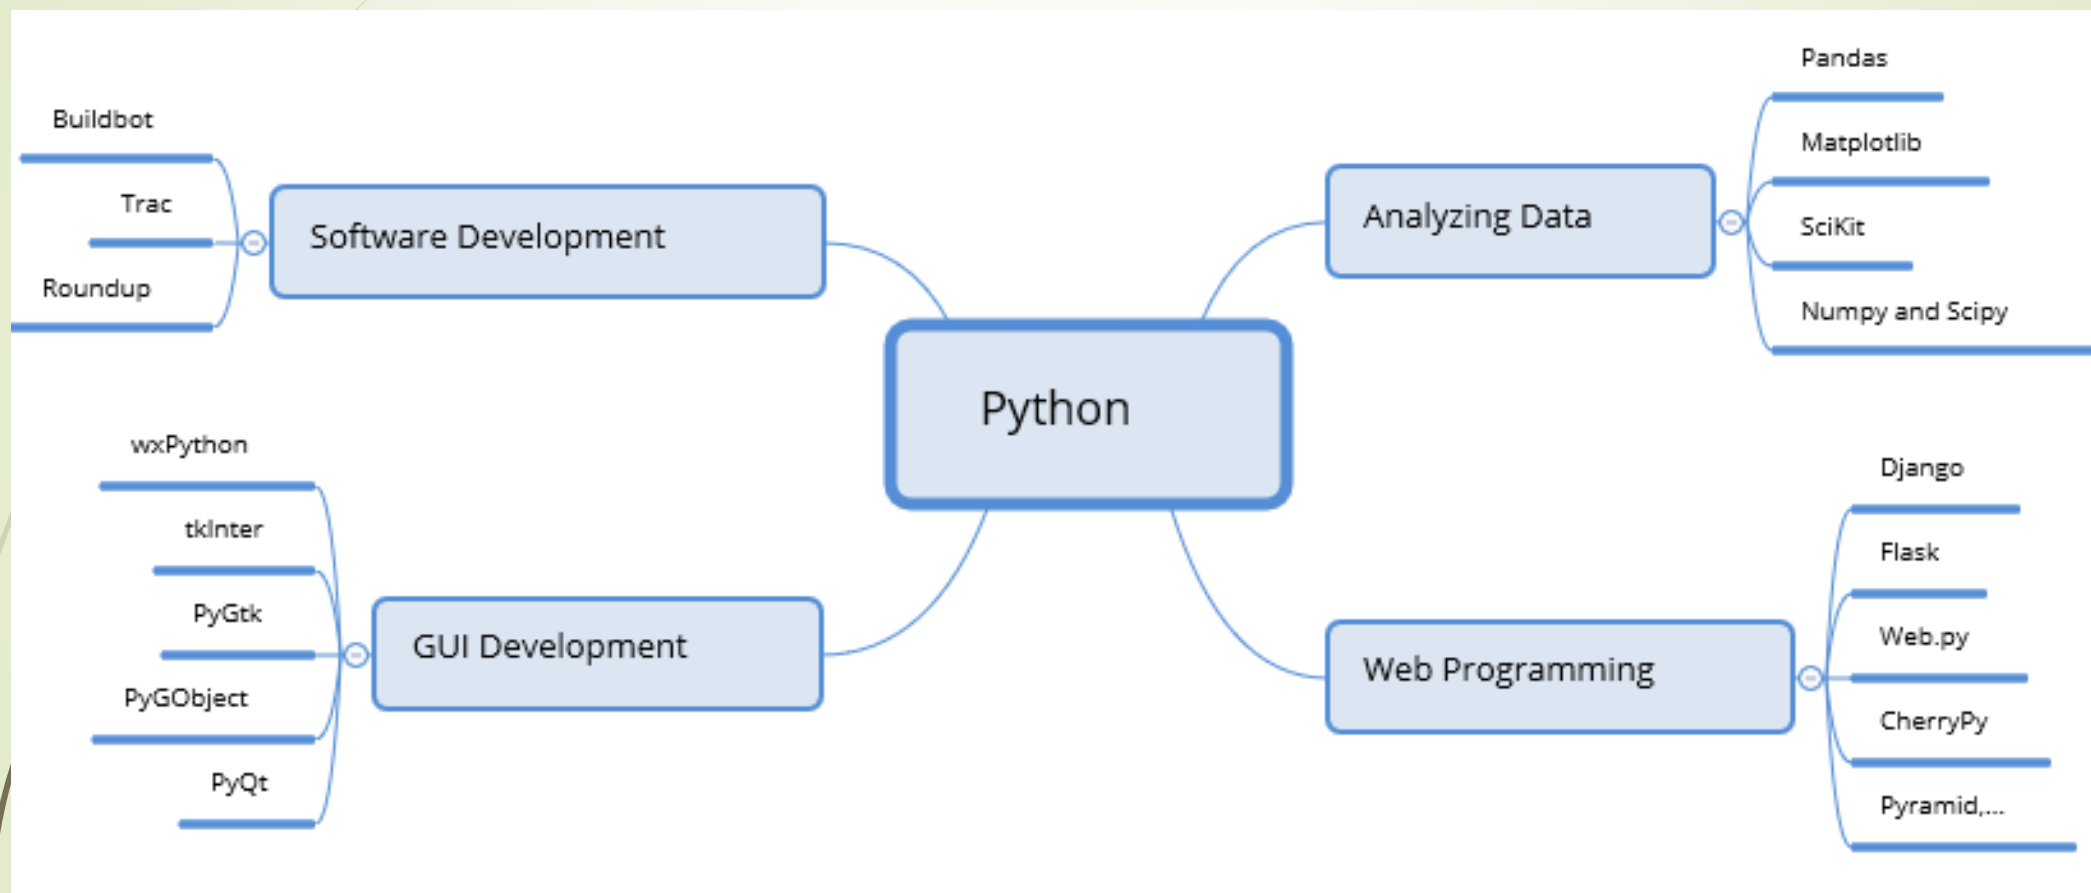 Python
Software Development
Buildbot
Trac
Roundup
Analyzing Data
Pandas
Matplotlib
SciKit
Numpy and Scipy
GUI Development
wxPython
tkInter
PyGtk
PyGObject
PyQt
Web Programming
Django
Flask
Web.py
CherryPy
Pyramid,...